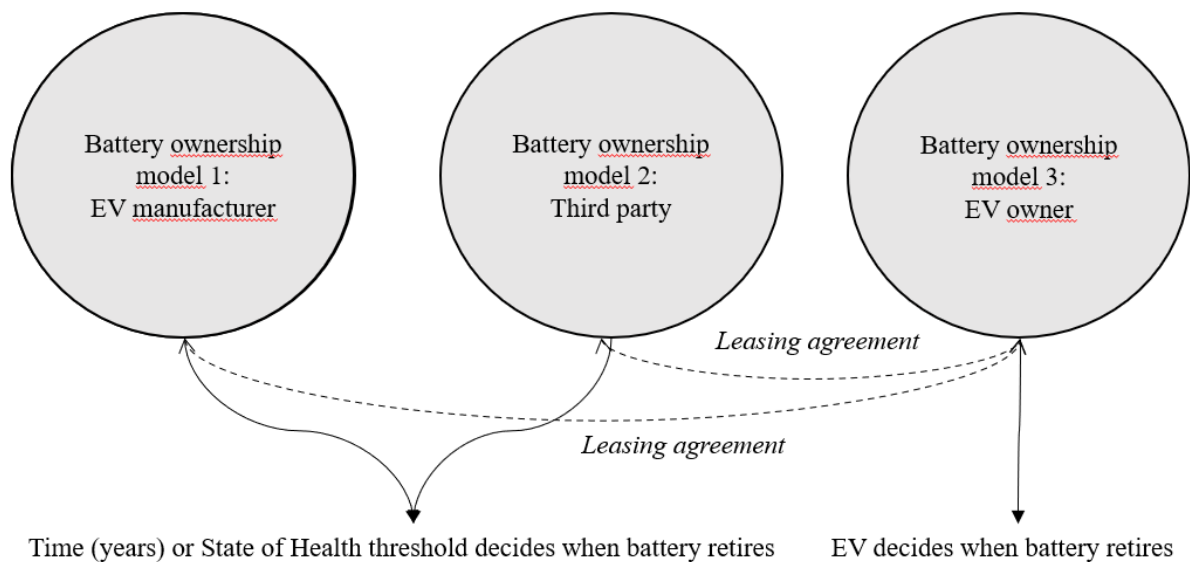 Battery ownership
model 1:
EV manufacturer
Battery ownership
model 2:
Third party
Battery ownership
model 3:
EV owner
Leasing agreement
Leasing agreement
Time (years) or State of Health threshold decides when battery retires
EV decides when battery retires